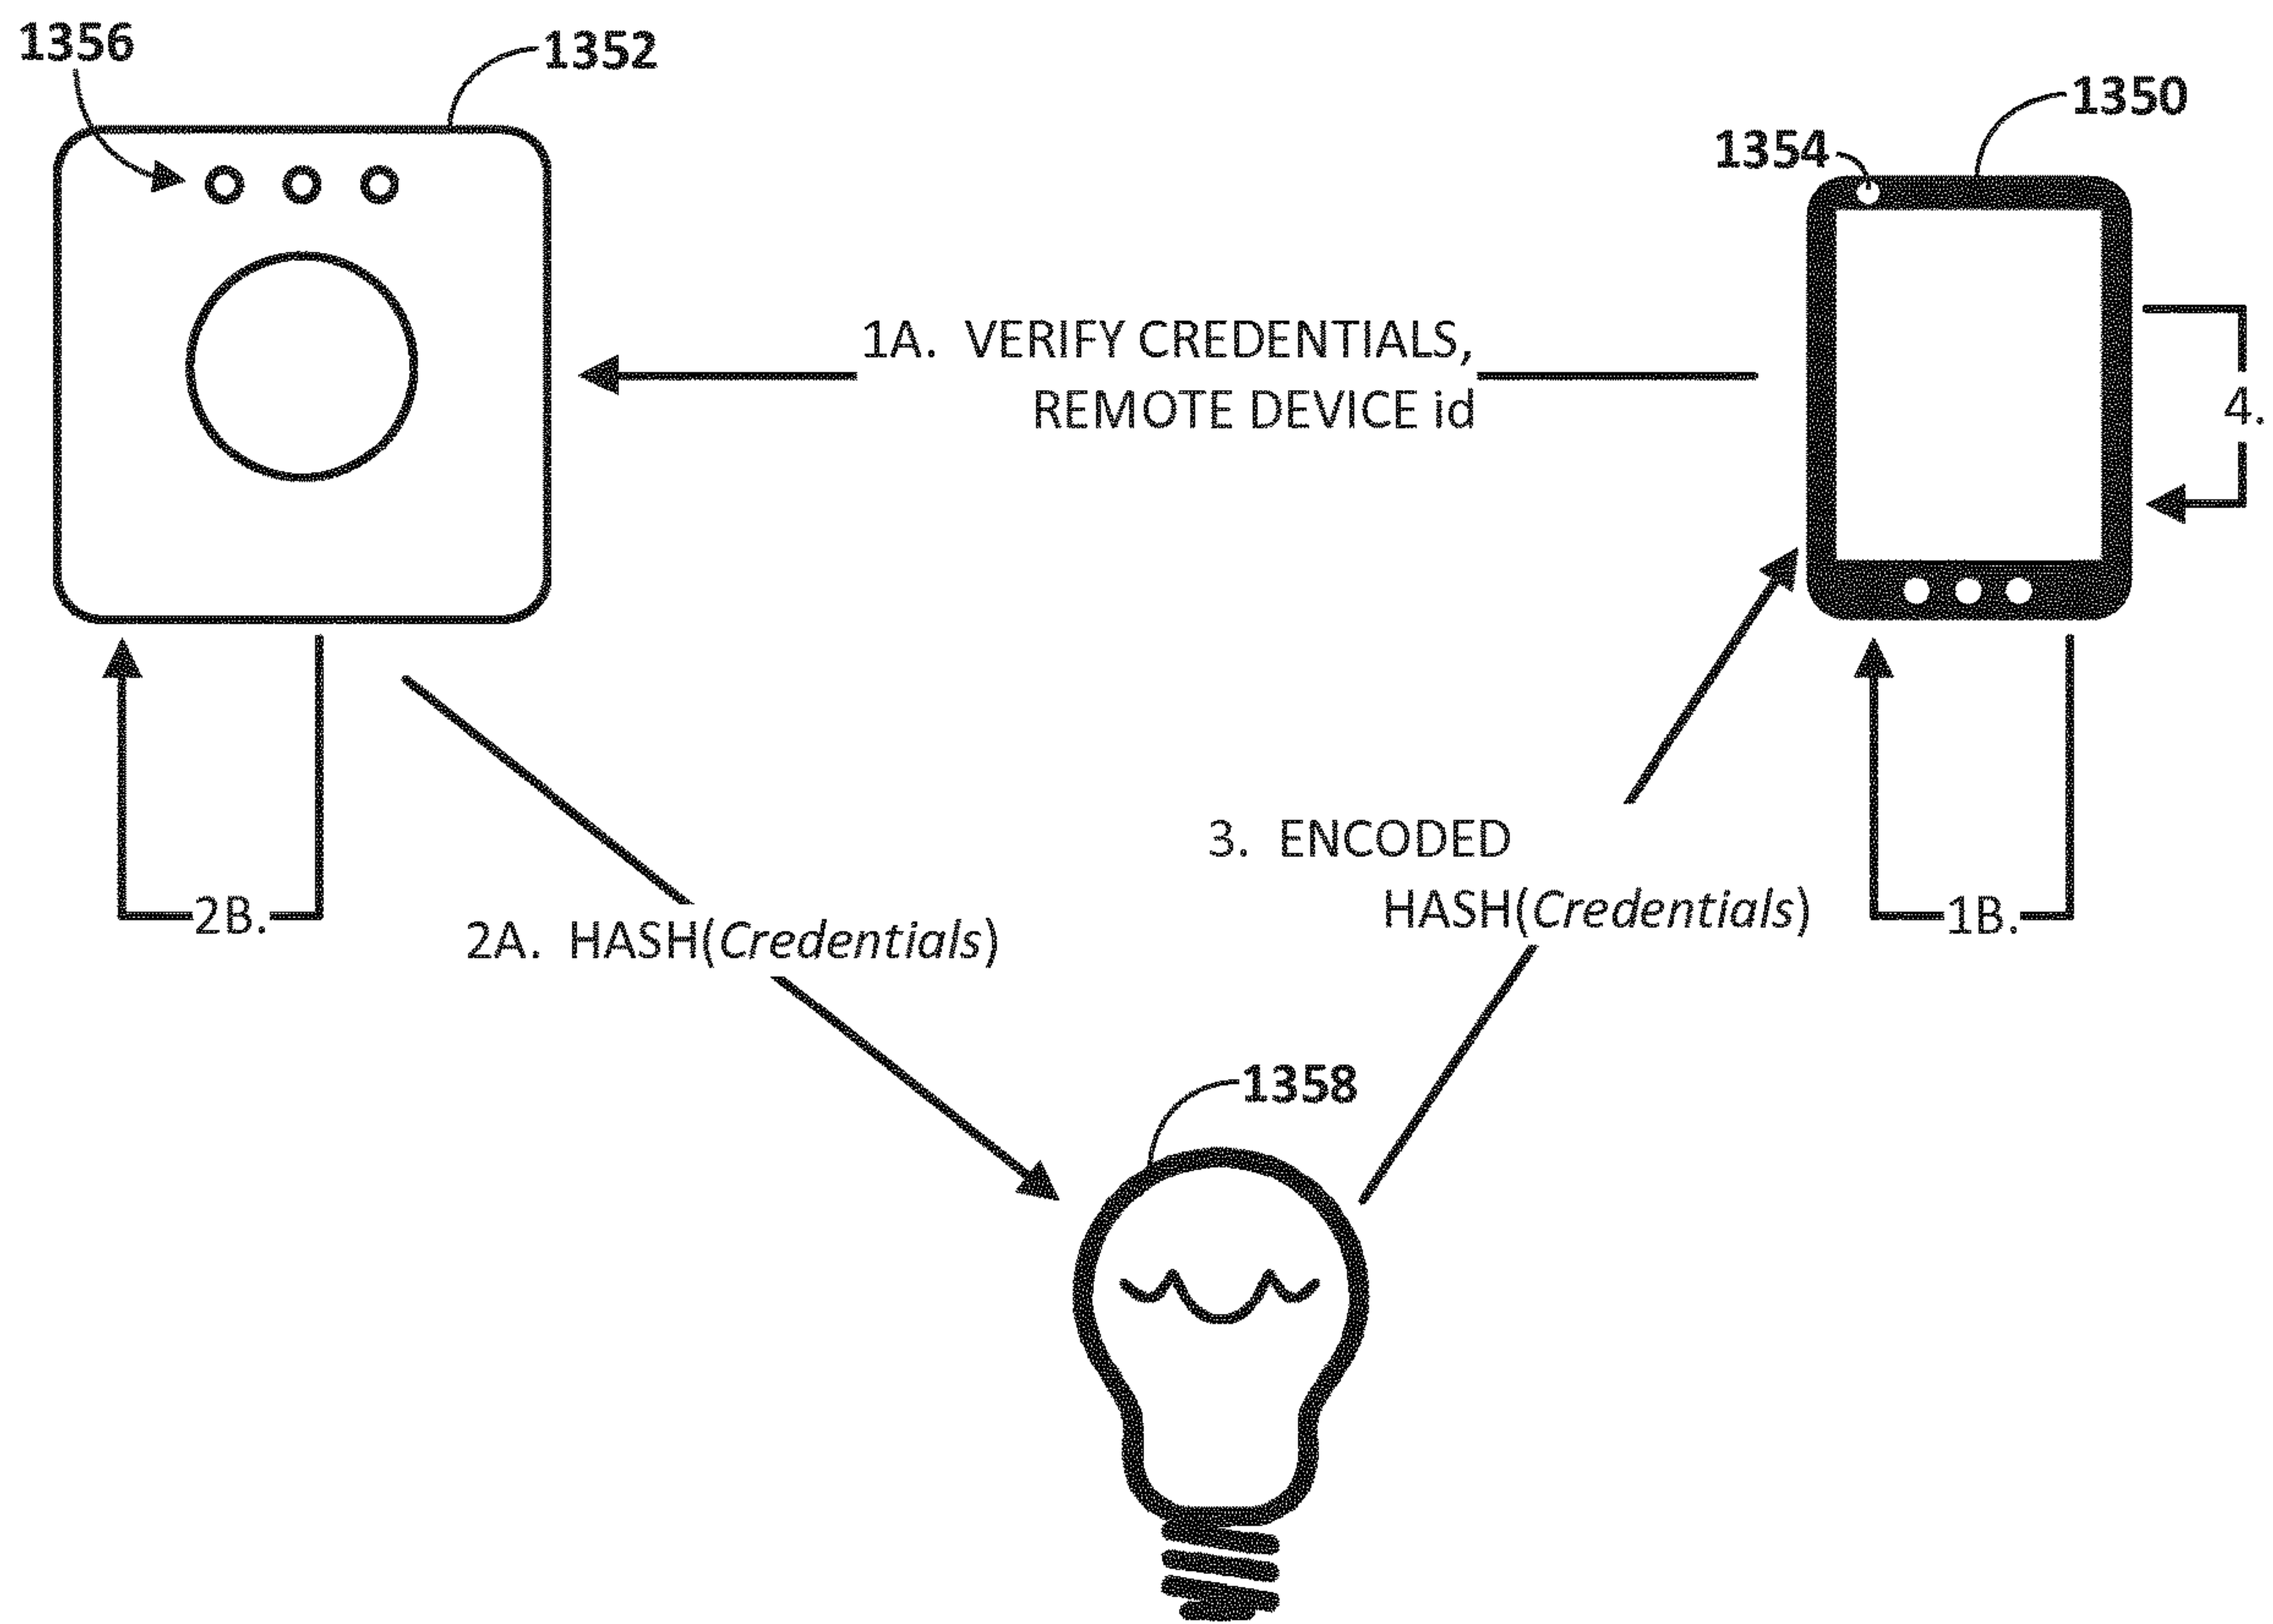 1356
1352
1350
1354
1A. VERIFY CREDENTIALS,
REMOTE DEVICE id
4.
3. ENCODED
HASH(Credentials)
2B.
1B.
2A. HASH(Credentials)
1358